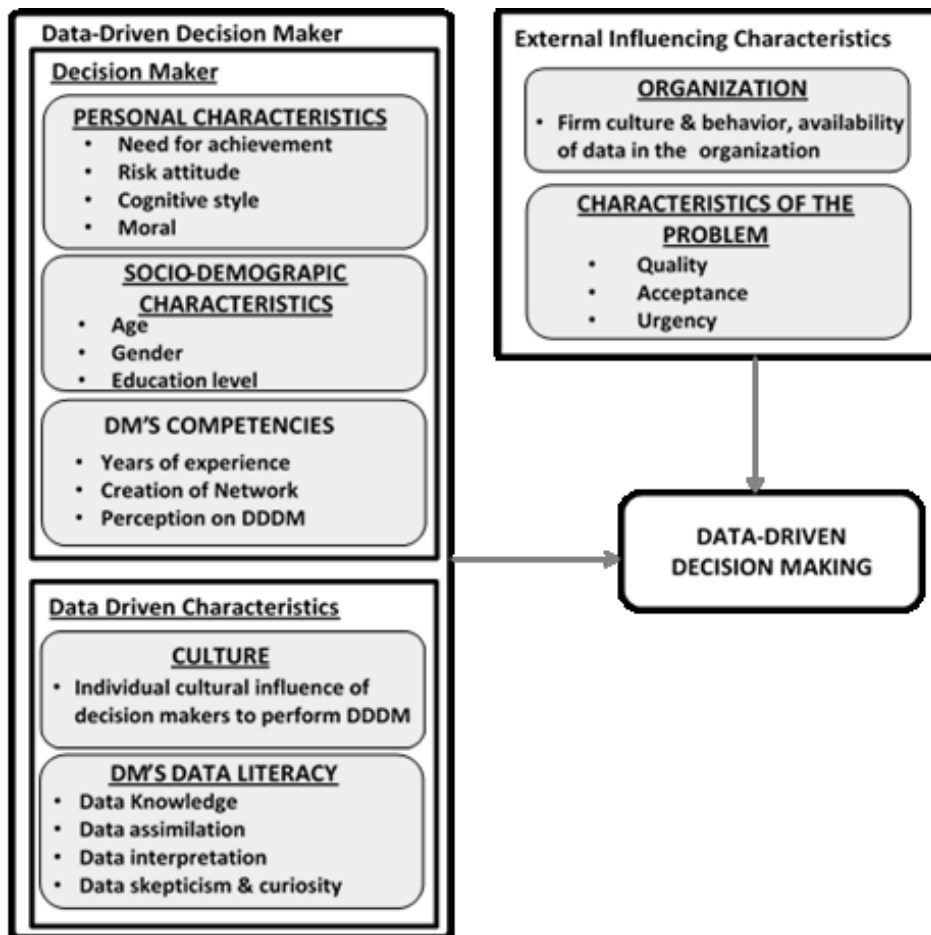 Data-Driven Decision Maker
Decision Maker
PERSONAL CHARACTERISTICS
• Need for achievement
• Risk attitude
• Cognitive style
• Moral
SOCIO-DEMOGRAPIC
CHARACTERISTICS
• Age
• Gender
• Education level
DM'S COMPETENCIES
• Years of experience
• Creation of Network
• Perception on DDDM
Data Driven Characteristics
CULTURE
• Individual cultural influence of
decision makers to perform DDDM
DM'S DATA LITERACY
• Data Knowledge
• Data assimilation
• Data interpretation
• Data skepticism & curiosity
External Influencing Characteristics
ORGANIZATION
• Firm culture & behavior, availability
of data in the organization
CHARACTERISTICS OF THE
PROBLEM
• Quality
• Acceptance
• Urgency
DATA-DRIVEN
DECISION MAKING